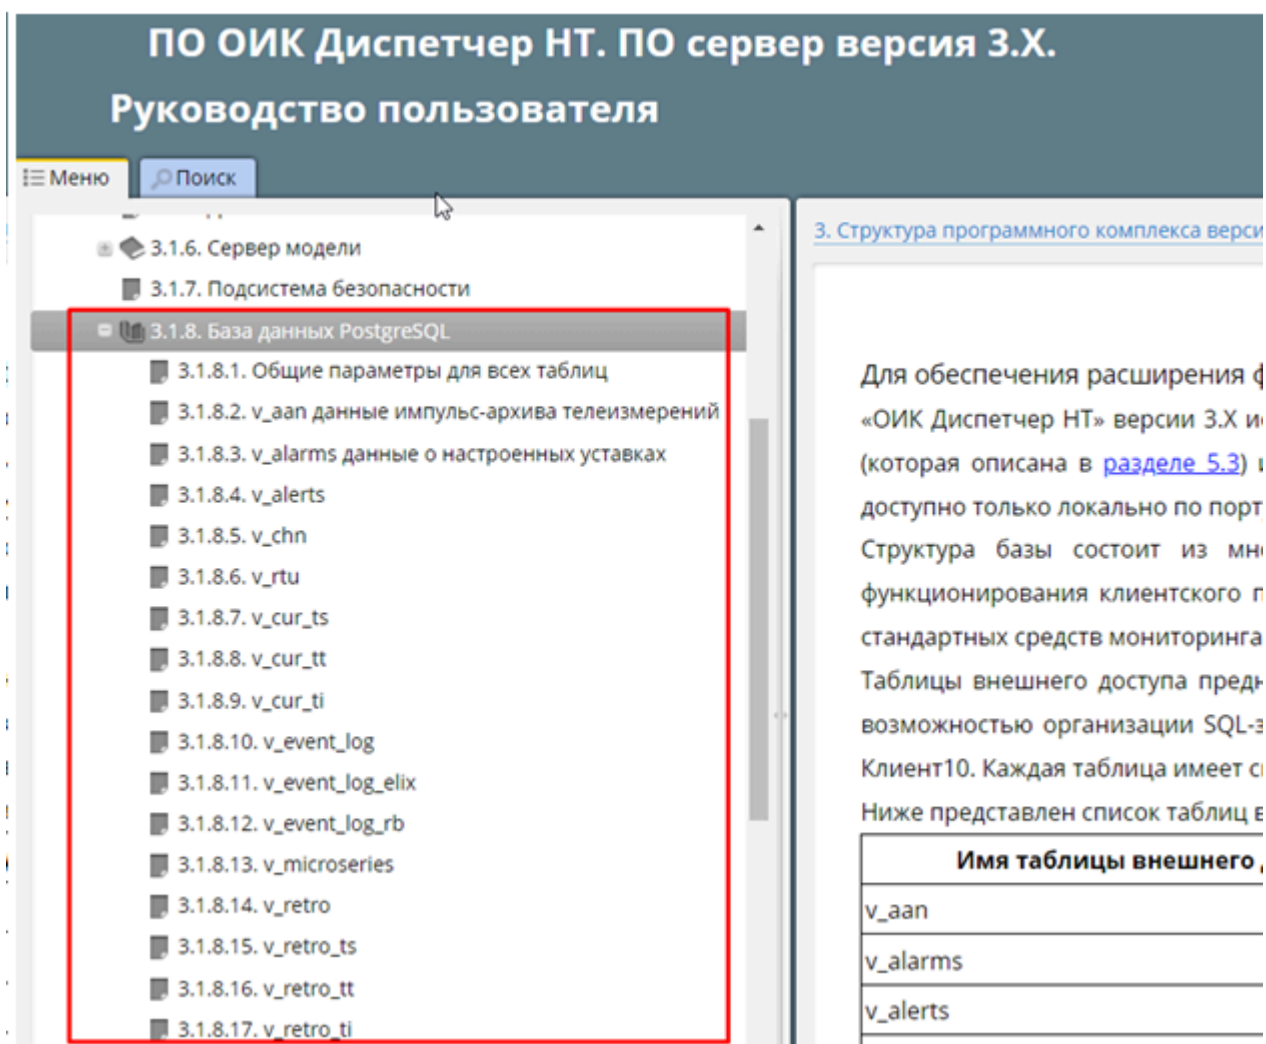 ПО ОИК Диспетчер НТ. ПО сервер версия 3.X.
Руководство пользователя
Меню
Поиск
3.1.6. Сервер модели
3.1.7. Подсистема безопасности
3.1.8. База данных PostgreSQL
3.1.8.1. Общие параметры для всех таблиц
3.1.8.2. v_aan данные импульс-архива телеизмерений
3.1.8.3. v_alarms данные о настроенных уставках
3.1.8.4. v_alerts
3.1.8.5. v_chn
3.1.8.6. v_rtu
3.1.8.7. v_cur_ts
3.1.8.8. v_cur_tt
3.1.8.9. v_cur_ti
3.1.8.10. v_event_log
3.1.8.11. v_event_log_elix
3.1.8.12. v_event_log_rb
3.1.8.13. v_microseries
3.1.8.14. v_retro
3.1.8.15. v_retro_ts
3.1.8.16. v_retro_tt
3.1.8.17. v_retro_ti
3. Структура программного комплекса верси
Для обеспечения расширения
«ОИК Диспетчер НТ» версии 3.X
(которая описана в разделе 5.3)
доступно только локально по порт
Структура базы состоит из
функционирования клиентского
стандартных средств мониторинга
Таблицы внешнего доступа
возможностью организации SQL-
Клиент10. Каждая таблица имеет
Ниже представлен список таблиц
Имя таблицы внешнего
v_aan
v_alarms
v_alerts